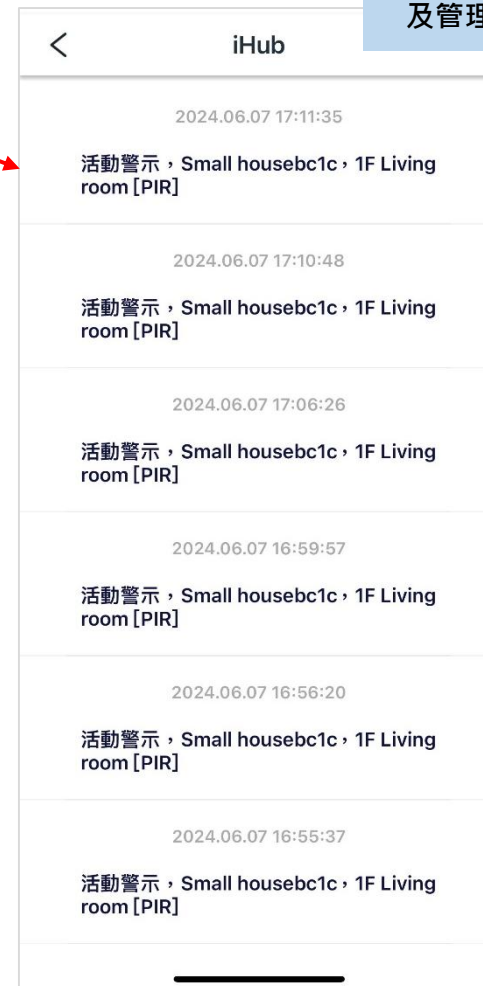 及管理
iHub
2024.06.07 17:11:35
活動警示，Small housebc1c，1F Living
room [PIR]
2024.06.07 17:10:48
活動警示，Small housebc1c，1F Living
room [PIR]
2024.06.07 17:06:26
活動警示，Small housebc1c，1F Living
room [PIR]
2024.06.07 16:59:57
活動警示，Small housebc1c，1F Living
room [PIR]
2024.06.07 16:56:20
活動警示，Small housebc1c，1F Living
room [PIR]
2024.06.07 16:55:37
活動警示，Small housebc1c，1F Living
room [PIR]